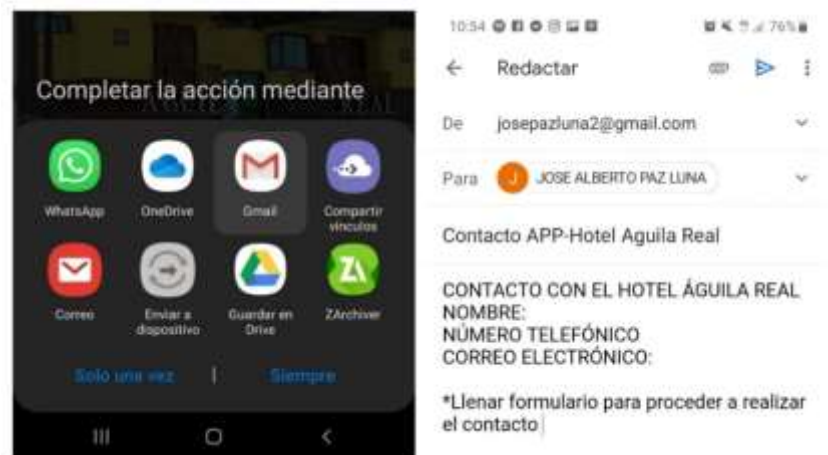 Completar la acción mediante
WhatsApp
OneDrive
Gmail
Compartir
vínculos
Correo
Enviar a
dispositivo
Guardar en
Drive
ZArchiver
Solo una vez | Siempre
10:54
76%
Redactar
De josepazluna2@gmail.com
Para J JOSE ALBERTO PAZ LUNA
Contacto APP-Hotel Aguila Real
CONTACTO CON EL HOTEL ÁGUILA REAL
NOMBRE:
NÚMERO TELEFÓNICO
CORREO ELECTRÓNICO:
*Llenar formulario para proceder a realizar
el contacto